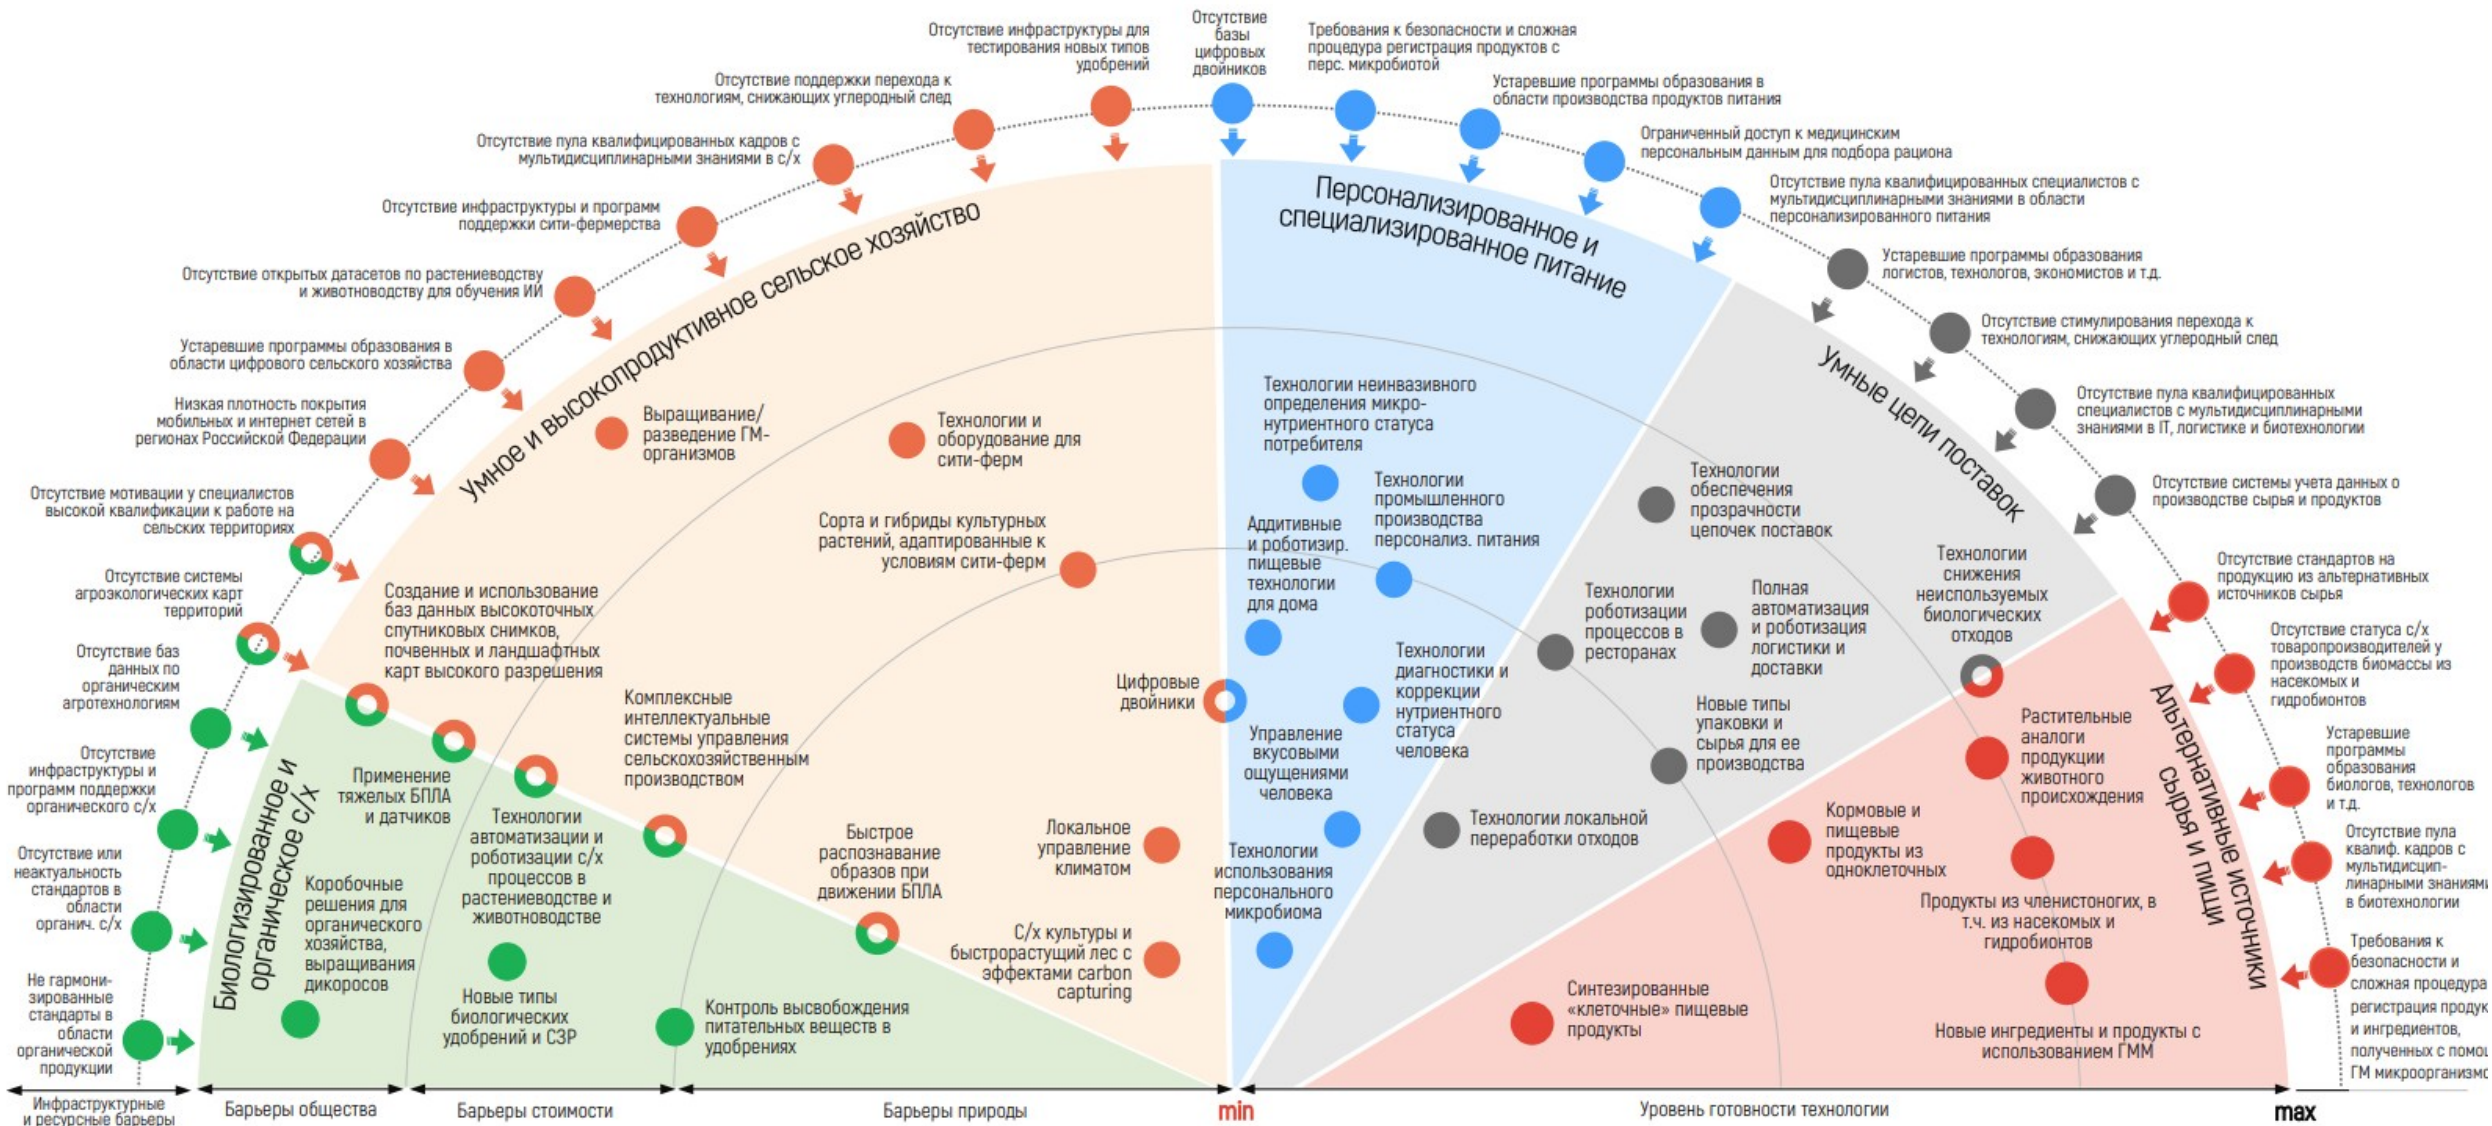 Отсутствие инфраструктуры для
тестирования новых типов
удобрений
Отсутствие
базы
цифровых
двойников
Требования к безопасности и сложная
процедура регистрация продуктов с
перс. микробиотой
Отсутствие поддержки перехода к
технологиям, снижающих углеродный след
Устаревшие программы образования в
области производства продуктов питания
Отсутствие пула квалифицированных кадров с
мультидисциплинарными знаниями в с/х
Ограниченный доступ к медицинским
персональным данным для подбора рациона
Отсутствие инфраструктуры и программ
поддержки сити-фермерства
Отсутствие пула квалифицированных специалистов с
мультидисциплинарными знаниями в области
персонализированного питания
Отсутствие открытых датасетов по растениеводству
и животноводству для обучения ИИ
Устаревшие программы образования
логистов, технологов, экономистов и т.д.
Устаревшие программы образования в
области цифрового сельского хозяйства
Отсутствие стимулирования перехода к
технологиям, снижающих углеродный след
Низкая плотность покрытия
мобильных и интернет сетей в
регионах Российской Федерации
Отсутствие пула квалифицированных
специалистов с мультидисциплинарными
знаниями в IT, логистике и биотехнологии
Отсутствие мотивации у специалистов
высокой квалификации к работе на
сельских территориях
Отсутствие системы учета данных о
производстве сырья и продуктов
Отсутствие системы
агроэкологических карт
территорий
Отсутствие стандартов на
продукцию из альтернативных
источников сырья
Отсутствие баз
данных по
органическим
агротехнологиям
Отсутствие статуса с/х
товаропроизводителей у
производств биомассы из
насекомых и
гидробионтов
Отсутствие
инфраструктуры и
программ поддержки
органического с/х
Устаревшие
программы
образования
биологов, технологов
и т.д.
Отсутствие или
неактуальность
стандартов в
области
органич. с/х
Отсутствие пула
квалиф. кадров с
мультидисцип-
линарными знаниями
в биотехнологии
Не гармони-
зированные
стандарты в
области
органической
продукции
Требования к
безопасности и
сложная процедура
регистрация
и ингредиентов,
полученных с
ГМ
Умное и высокопродуктивное сельское хозяйство
Выращивание/
разведение ГМ-
организмов
Технологии и
оборудование для
сити-ферм
Сорта и гибриды культурных
растений, адаптированные к
условиям сити-ферм
Создание и использование
баз данных высокоточных
спутниковых снимков,
почвенных и ландшафтных
карт высокого разрешения
Комплексные
интеллектуальные
системы управления
сельскохозяйственным
производством
Цифровые
двойники
Локальное
управление
климатом
Быстрое
распознавание
образов при
движении БПЛА
С/х культуры и
быстрорастущий лес с
эффектами carbon
capturing
Биологизированное и
органическое с/х
Применение
тяжелых БПЛА
и датчиков
Технологии
автоматизации и
роботизации с/х
процессов в
растениеводстве и
животноводстве
Коробочные
решения для
органического
хозяйства,
выращивания
дикоросов
Новые типы
биологических
удобрений и СЗР
Контроль высвобождения
питательных веществ в
удобрениях
Персонализированное и
специализированное питание
Технологии неинвазивного
определения микро-
нутриентного статуса
потребителя
Технологии
промышленного
производства
персонализ. питания
Аддитивные
и роботизир.
пищевые
технологии
для дома
Технологии
диагностики и
коррекции
нутриентного
статуса
человека
Управление
вкусовыми
ощущениями
человека
Технологии
использования
персонального
микробиома
Умные цепи поставок
Технологии
обеспечения
прозрачности
цепочек поставок
Технологии
снижения
неиспользуемых
биологических
отходов
Технологии
роботизации
процессов в
ресторанах
Полная
автоматизация
и роботизация
логистики и
доставки
Новые типы
упаковки и
сырья для ее
производства
Технологии локальной
переработки отходов
Альтернативные источники
сырья и пищи
Растительные
аналоги
продукции
животного
происхождения
Кормовые и
пищевые
продукты из
одноклеточных
Продукты из членистоногих, в
т.ч. из насекомых и
гидробионтов
Синтезированные
«клеточные» пищевые
продукты
Новые ингредиенты и продукты с
использованием ГММ
Инфраструктурные
и ресурсные барьеры
Барьеры общества
Барьеры стоимости
Барьеры природы
min
Уровень готовности технологии
max